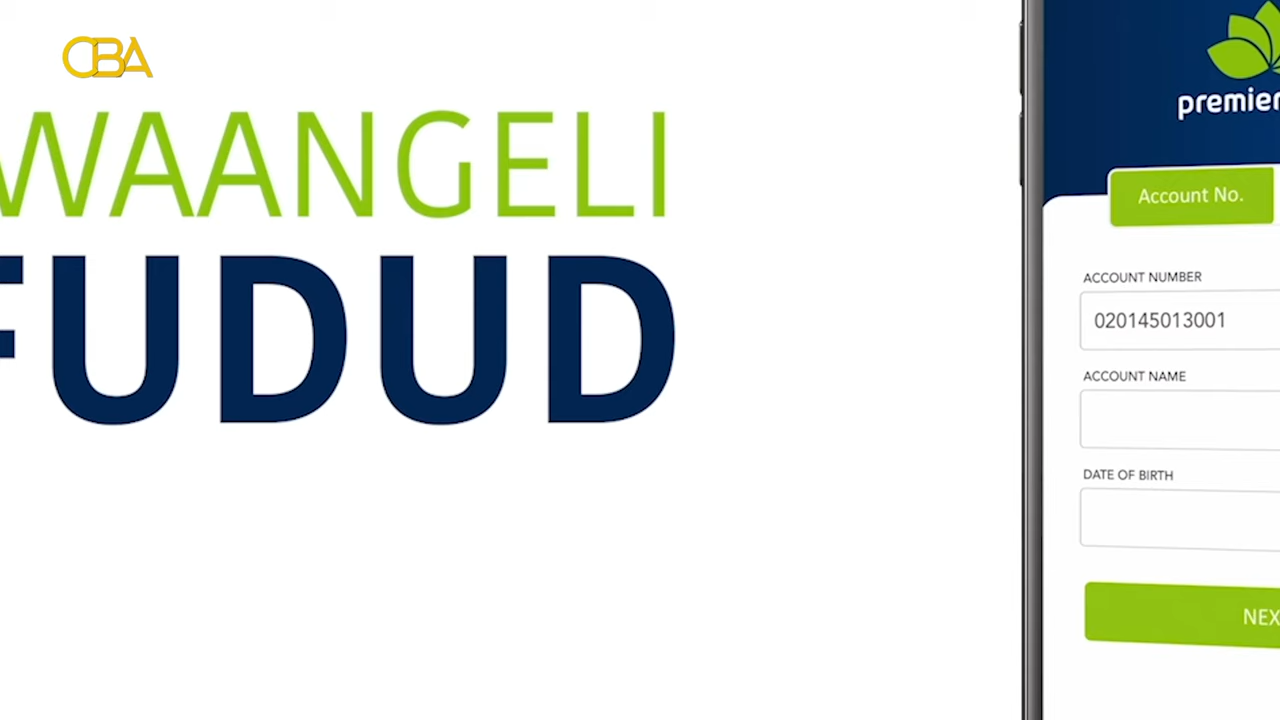 CBA
WAANGELI
FUDUD
premier
Account No.
ACCOUNT NUMBER
020145013001
ACCOUNT NAME
DATE OF BIRTH
NEX